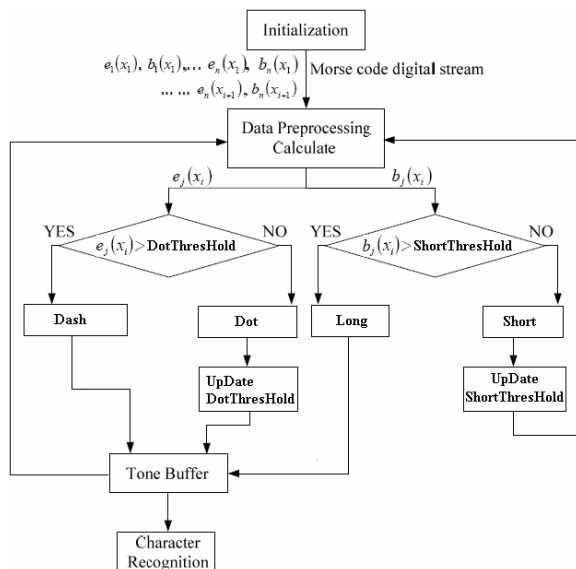 Initialization
e₁(x₁), b₁(x₁),... eₙ(x₁), bₙ(x₁)
Morse code digital stream
... ... eₙ(xᵢ₊₁), bₙ(xᵢ₊₁)
Data Preprocessing
Calculate
eⱼ(xᵢ)
bⱼ(xᵢ)
YES
eⱼ(xᵢ)>DotThresHold
NO
YES
bⱼ(xᵢ)>ShortThresHold
NO
Dash
Dot
Long
Short
UpDate
DotThresHold
UpDate
ShortThresHold
Tone Buffer
Character
Recognition